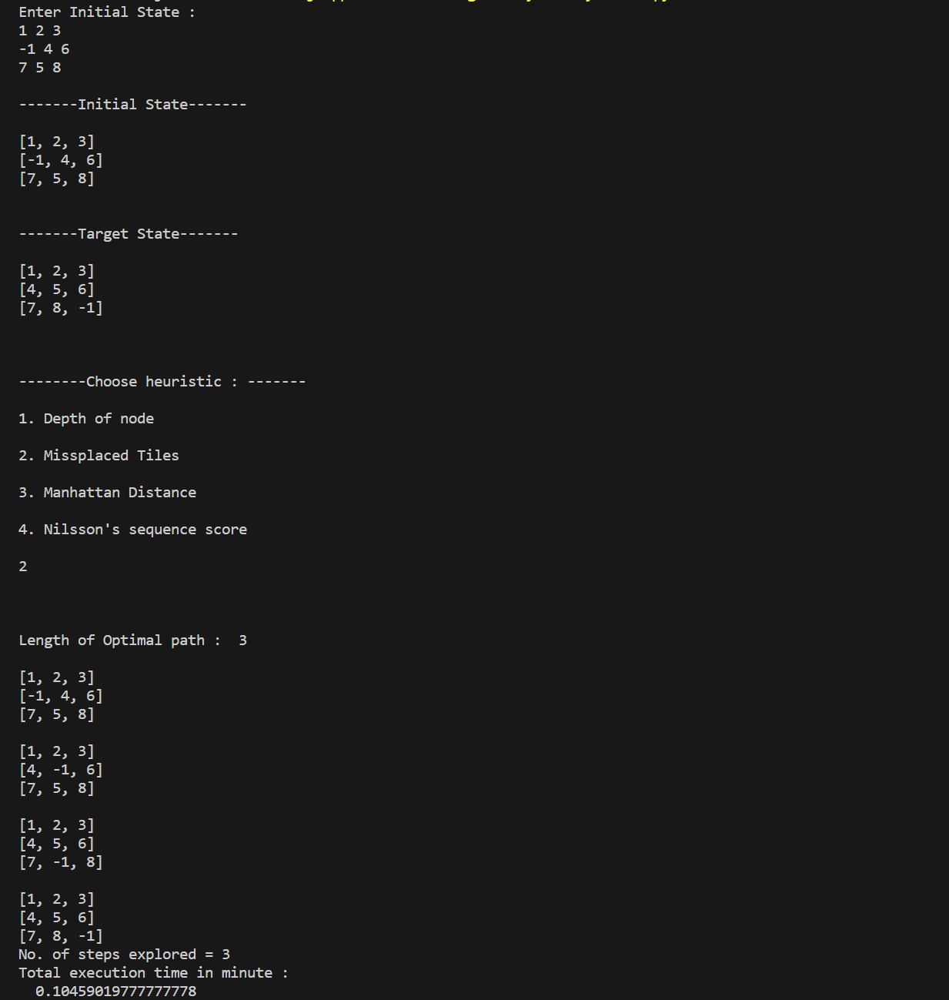 Enter Initial State :
1 2 3
-1 4 6
7 5 8
-------Initial State-------
[1, 2, 3]
[-1, 4, 6]
[7, 5, 8]
-------Target State-------
[1, 2, 3]
[4, 5, 6]
[7, 8, -1]
--------Choose heuristic : -------
1. Depth of node
2. Missplaced Tiles
3. Manhattan Distance
4. Nilsson's sequence score
2
Length of Optimal path :  3
[1, 2, 3]
[-1, 4, 6]
[7, 5, 8]
[1, 2, 3]
[4, -1, 6]
[7, 5, 8]
[1, 2, 3]
[4, 5, 6]
[7, -1, 8]
[1, 2, 3]
[4, 5, 6]
[7, 8, -1]
No. of steps explored = 3
Total execution time in minute :
0.10459019777777778